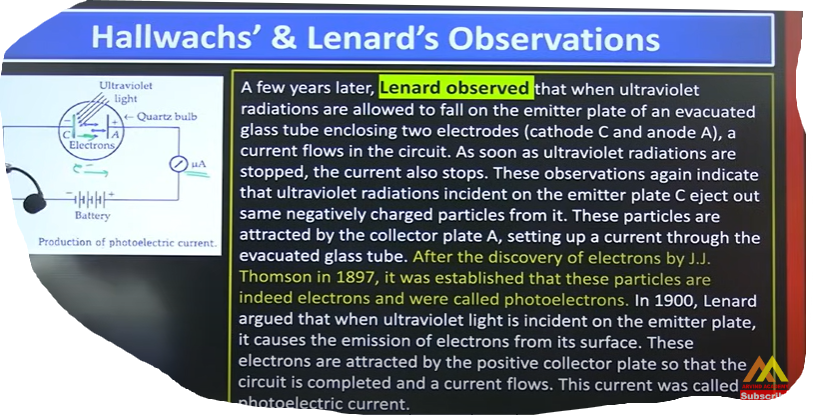 Hallwachs' & Lenard's Observations
Ultraviolet
light
Quartz bulb
− +
C A
Electrons
e−
μA
− +
Battery
Production of photoelectric current.
A few years later, Lenard observed that when ultraviolet
radiations are allowed to fall on the emitter plate of an evacuated
glass tube enclosing two electrodes (cathode C and anode A), a
current flows in the circuit. As soon as ultraviolet radiations are
stopped, the current also stops. These observations again indicate
that ultraviolet radiations incident on the emitter plate C eject out
same negatively charged particles from it. These particles are
attracted by the collector plate A, setting up a current through the
evacuated glass tube. After the discovery of electrons by J.J.
Thomson in 1897, it was established that these particles are
indeed electrons and were called photoelectrons. In 1900, Lenard
argued that when ultraviolet light is incident on the emitter plate,
it causes the emission of electrons from its surface. These
electrons are attracted by the positive collector plate so that the
circuit is completed and a current flows. This current was called
photoelectric current.